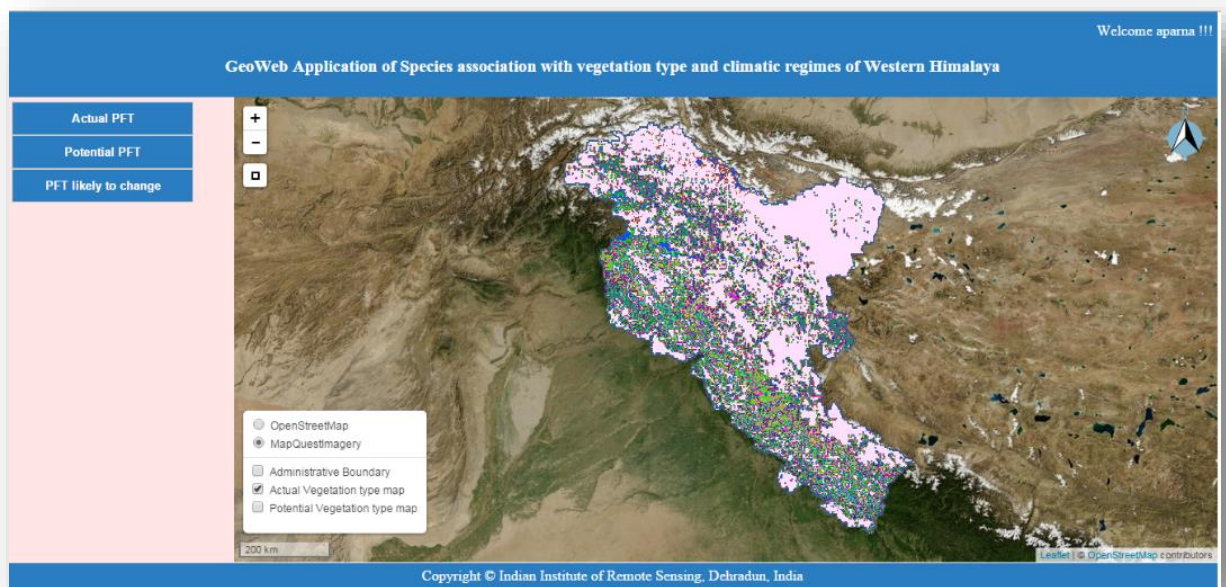 Welcome aparna !!!
GeoWeb Application of Species association with vegetation type and climatic regimes of Western Himalaya
Actual PFT
Potential PFT
PFT likely to change
+
−
OpenStreetMap
MapQuestImagery
Administrative Boundary
Actual Vegetation type map
Potential Vegetation type map
200 km
Leaflet | © OpenStreetMap contributors
Copyright © Indian Institute of Remote Sensing, Dehradun, India